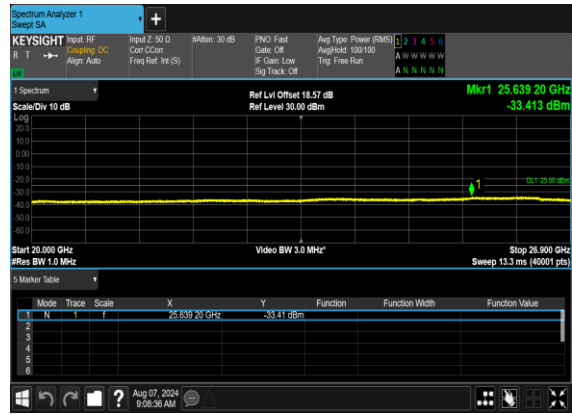 Spectrum Analyzer 1
Swept SA
+
KEYSIGHT Input: RF Input Z: 50 Ω #Atten: 30 dB PNO: Fast Avg Type: Power (RMS) 1 2 3 4 5 6
R T Coupling: DC Corr CCorr Gate: Off Avg|Hold: 100/100 A W W W W W
Align: Auto Freq Ref: Int (S) IF Gain: Low Trig: Free Run
Sig Track: Off A N N N N N
1 Spectrum Ref Lvl Offset 18.57 dB Mkr1 25.639 20 GHz
Scale/Div 10 dB Ref Level 30.00 dBm -33.413 dBm
Log
20.0
10.0
0.00
-10.0
-20.0 1 DL1 -25.00 dBm
-30.0
-40.0
-50.0
-60.0
Start 20.000 GHz Video BW 3.0 MHz* Stop 26.900 GHz
#Res BW 1.0 MHz Sweep 13.3 ms (40001 pts)
5 Marker Table
Mode Trace Scale X Y Function Function Width Function Value
1 N 1 f 25.639 20 GHz -33.41 dBm
2
3
4
5
6
? Aug 07, 2024
9:08:36 AM